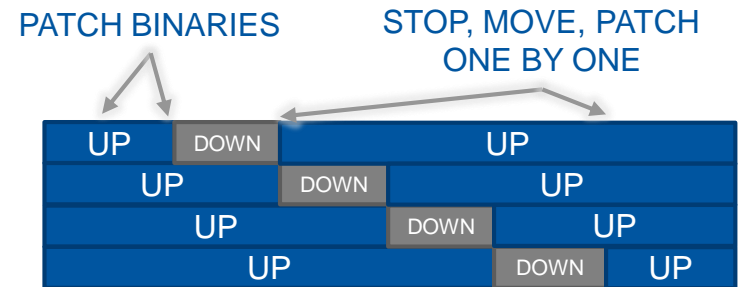 PATCH BINARIES
STOP, MOVE, PATCH
ONE BY ONE
UP DOWN UP
UP DOWN UP
UP DOWN UP
UP DOWN UP